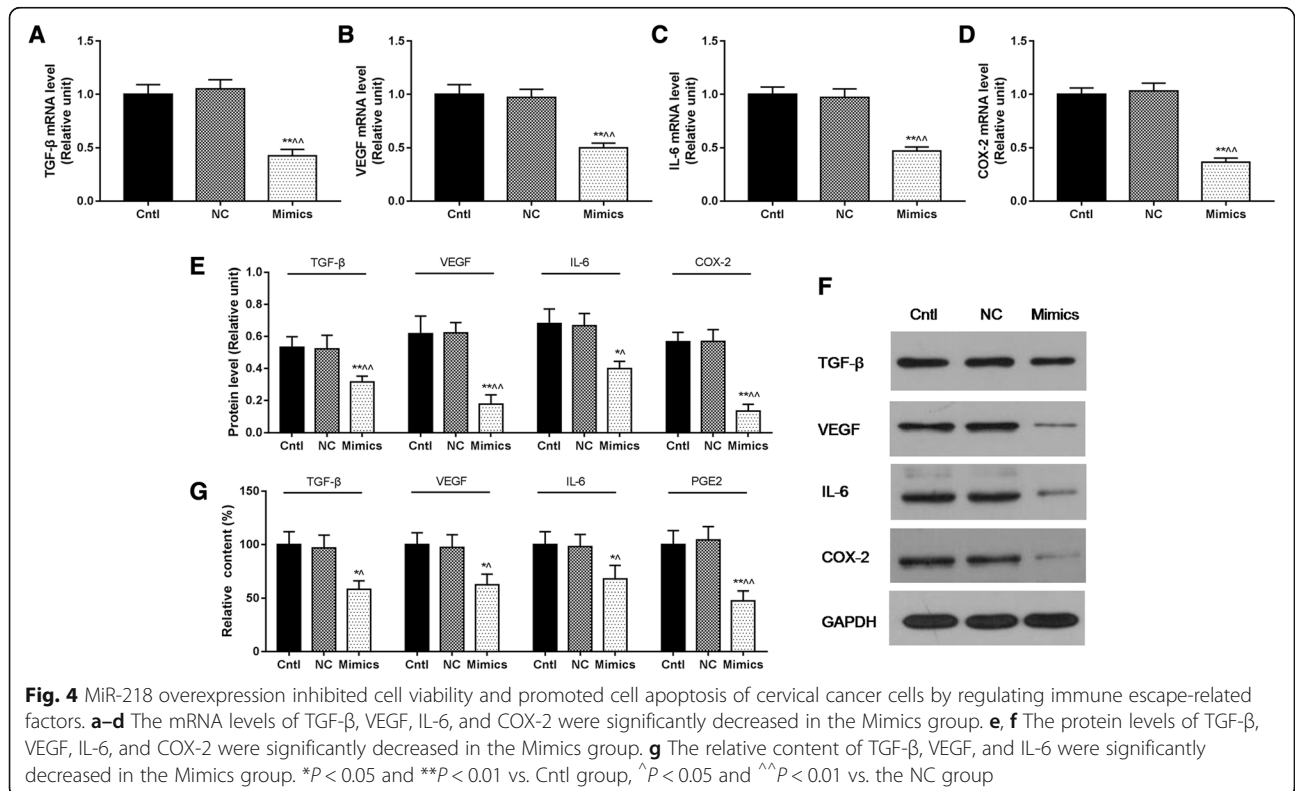 A
TGF-β mRNA level
(Relative unit)
1.5
1.0
0.5
0.0
**^^
Cntl NC Mimics
B
VEGF mRNA level
(Relative unit)
1.5
1.0
0.5
0.0
**^^
Cntl NC Mimics
C
IL-6 mRNA level
(Relative unit)
1.5
1.0
0.5
0.0
**^^
Cntl NC Mimics
D
COX-2 mRNA level
(Relative unit)
1.5
1.0
0.5
0.0
**^^
Cntl NC Mimics
E
Protein level (Relative unit)
1.0
0.8
0.6
0.4
0.2
0.0
TGF-β VEGF IL-6 COX-2
**^^ **^^ *^ **^^
Cntl NC Mimics Cntl NC Mimics Cntl NC Mimics Cntl NC Mimics
F
Cntl NC Mimics
TGF-β
VEGF
IL-6
COX-2
GAPDH
G
Relative content (%)
150
100
50
0
TGF-β VEGF IL-6 PGE2
*^ *^ *^ **^^
Cntl NC Mimics Cntl NC Mimics Cntl NC Mimics Cntl NC Mimics
Fig. 4 MiR-218 overexpression inhibited cell viability and promoted cell apoptosis of cervical cancer cells by regulating immune escape-related
factors. a–d The mRNA levels of TGF-β, VEGF, IL-6, and COX-2 were significantly decreased in the Mimics group. e, f The protein levels of TGF-β,
VEGF, IL-6, and COX-2 were significantly decreased in the Mimics group. g The relative content of TGF-β, VEGF, and IL-6 were significantly
decreased in the Mimics group. *P < 0.05 and **P < 0.01 vs. Cntl group, ^P < 0.05 and ^^P < 0.01 vs. the NC group